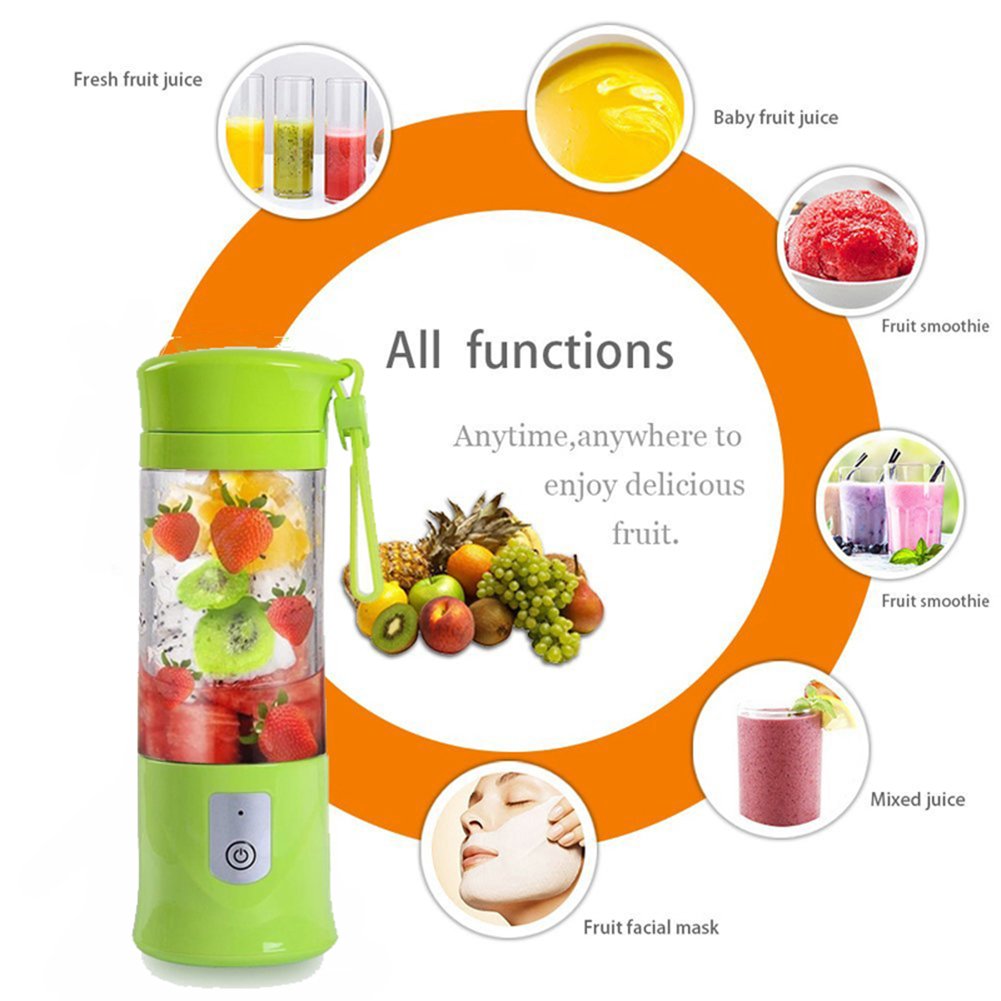 Fresh fruit juice
Baby fruit juice
Fruit smoothie
All functions
Anytime,anywhere to
enjoy delicious
fruit.
Fruit smoothie
Mixed juice
Fruit facial mask